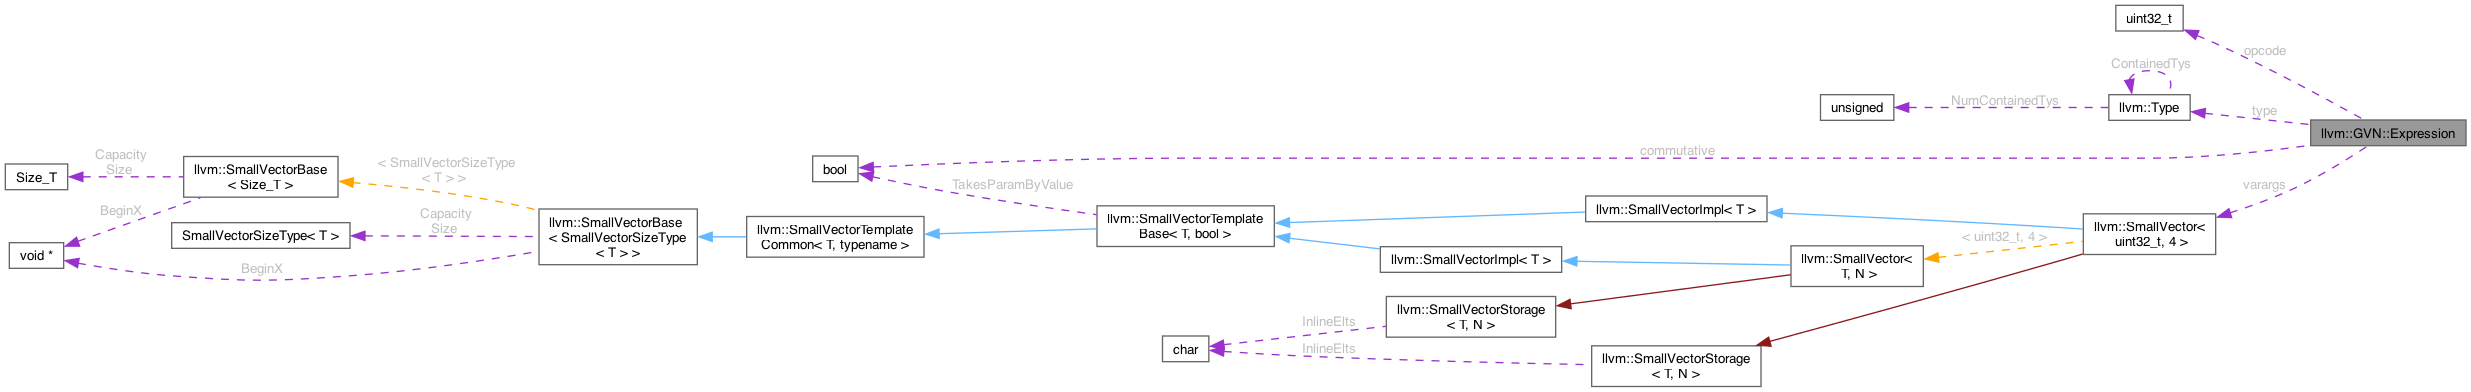 uint32_t
opcode
ContainedTys
unsigned
NumContainedTys
llvm::Type
type
llvm::GVN::Expression
commutative
varargs
Size_T
Capacity
Size
llvm::SmallVectorBase
< Size_T >
< SmallVectorSizeType
< T > >
bool
TakesParamByValue
BeginX
SmallVectorSizeType< T >
Capacity
Size
void *
BeginX
llvm::SmallVectorBase
< SmallVectorSizeType
< T > >
llvm::SmallVectorTemplate
Common< T, typename >
llvm::SmallVectorTemplate
Base< T, bool >
llvm::SmallVectorImpl< T >
llvm::SmallVectorImpl< T >
llvm::SmallVector<
T, N >
< uint32_t, 4 >
llvm::SmallVector<
uint32_t, 4 >
char
InlineElts
InlineElts
llvm::SmallVectorStorage
< T, N >
llvm::SmallVectorStorage
< T, N >